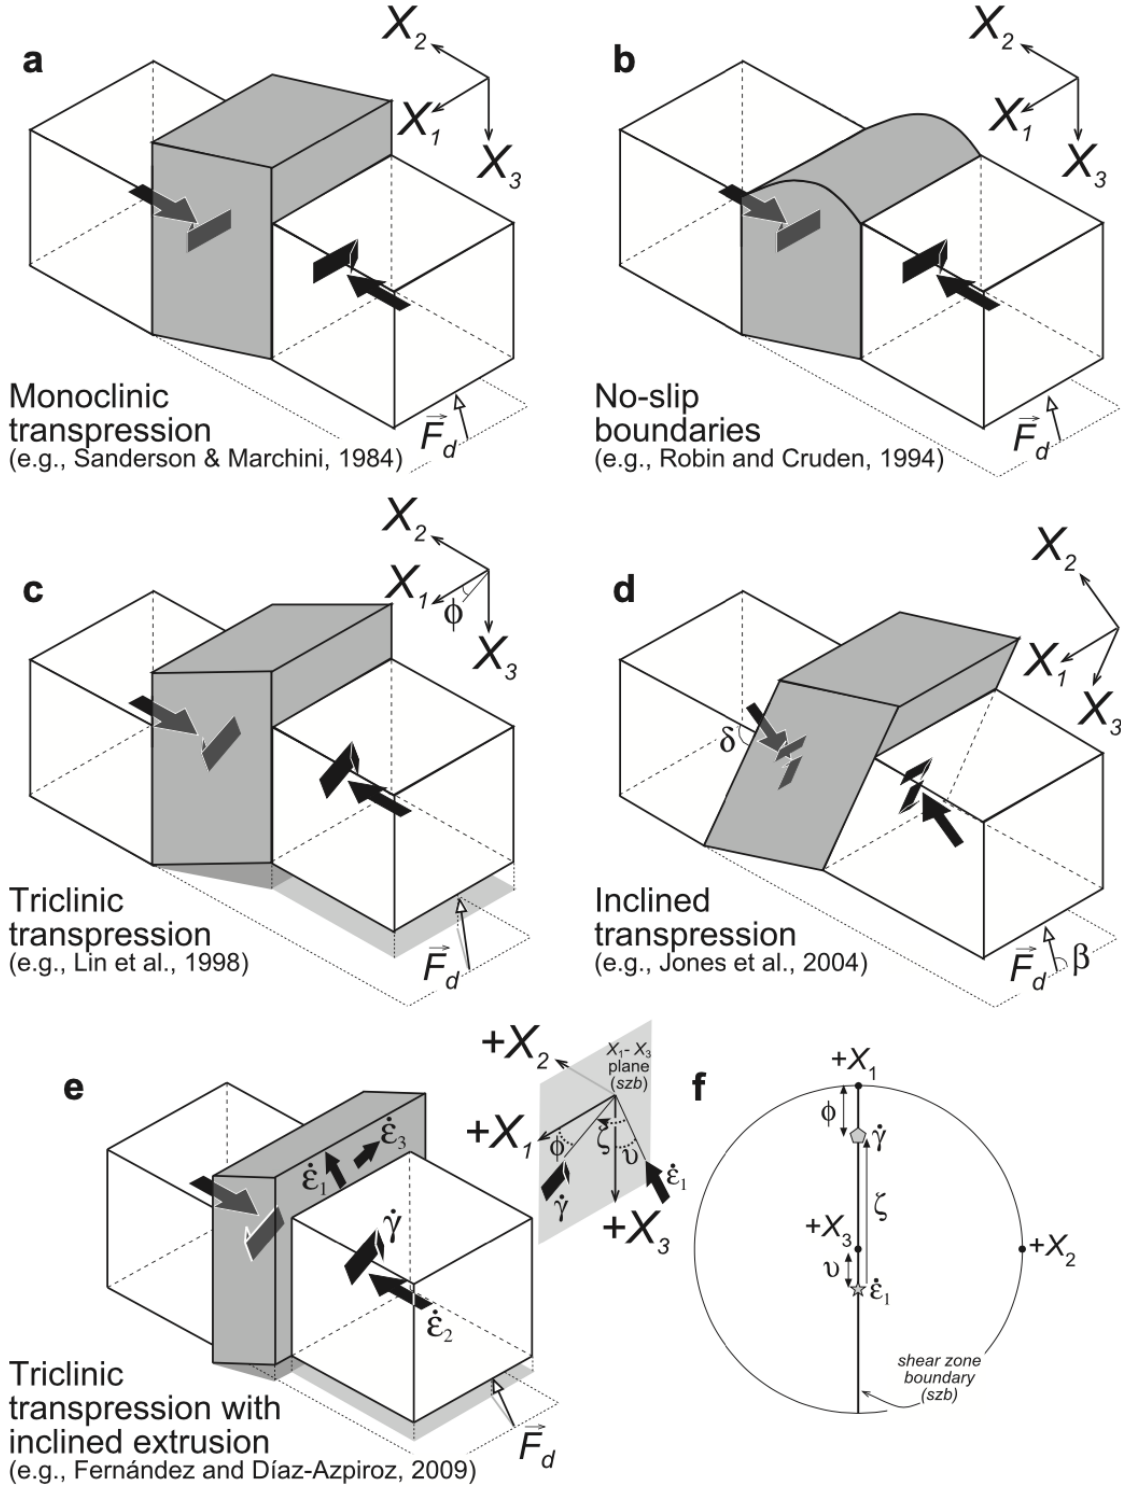 a
X2
X1
X3
Monoclinic
transpression
(e.g., Sanderson & Marchini, 1984)
Fd
b
X2
X1
X3
No-slip
boundaries
(e.g., Robin and Cruden, 1994)
Fd
c
X2
X1
ϕ
X3
Triclinic
transpression
(e.g., Lin et al., 1998)
Fd
d
X2
X1
X3
δ
Inclined
transpression
(e.g., Jones et al., 2004)
Fd
β
e
+X2
X1- X3
plane
(szb)
+X1
ϕ
ζ
υ
γ̇
ε̇1
+X3
ε̇1
ε̇3
γ̇
ε̇2
Triclinic
transpression with
inclined extrusion
(e.g., Fernández and Díaz-Azpiroz, 2009)
Fd
f
+X1
ϕ
γ̇
ζ
+X3
+X2
υ
ε̇1
shear zone
boundary
(szb)